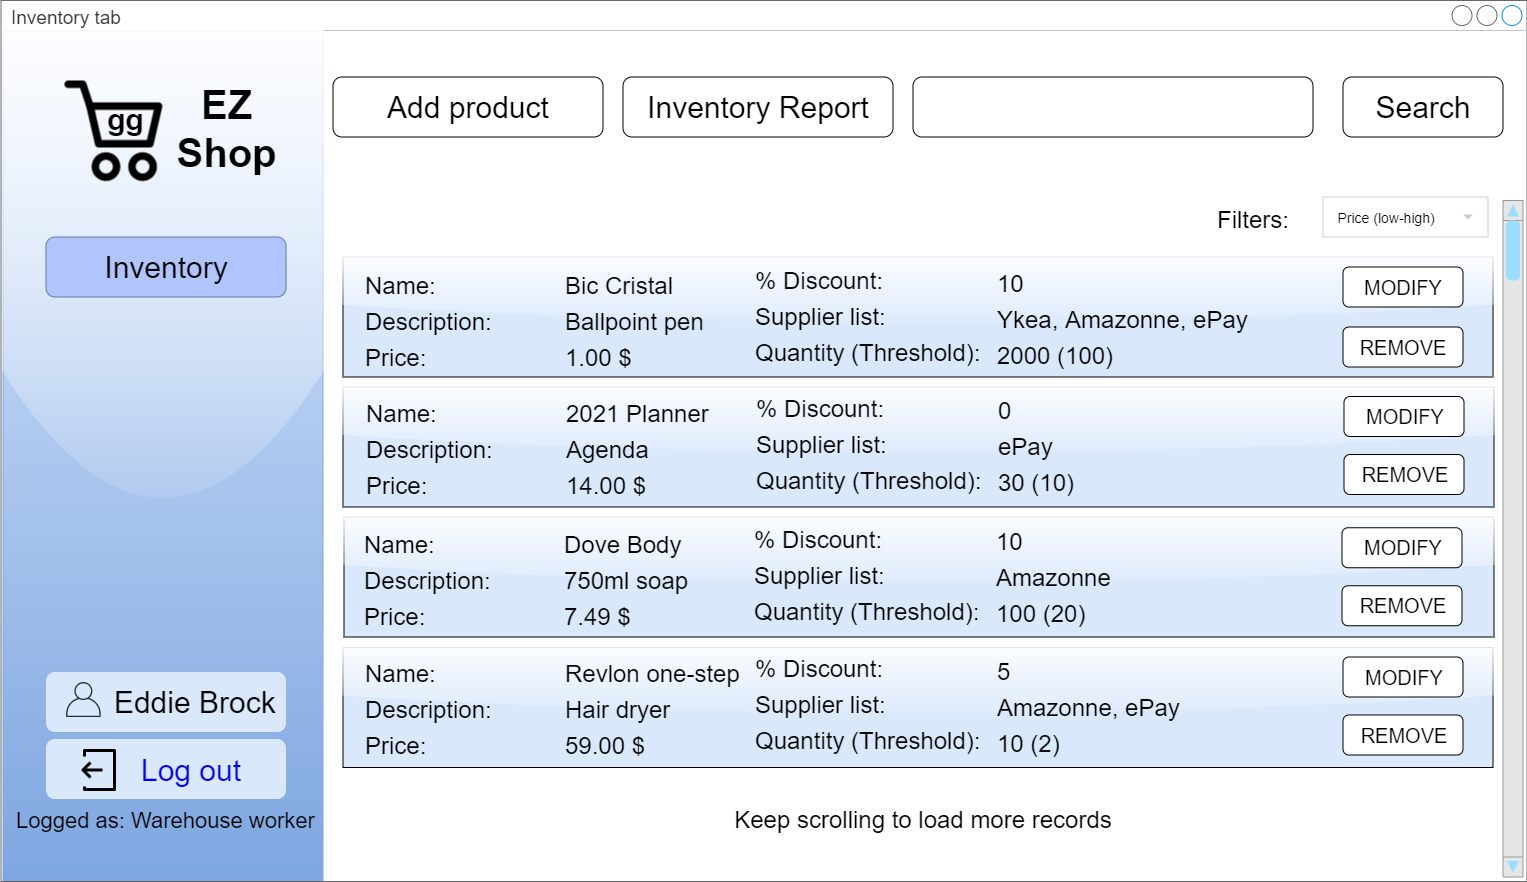 Inventory tab
gg
EZ
Shop
Add product
Inventory Report
Search
Inventory
Filters:
Price (low-high)
Name: Bic Cristal % Discount: 10 MODIFY
Description: Ballpoint pen Supplier list: Ykea, Amazonne, ePay
Price: 1.00 $ Quantity (Threshold): 2000 (100) REMOVE
Name: 2021 Planner % Discount: 0 MODIFY
Description: Agenda Supplier list: ePay
Price: 14.00 $ Quantity (Threshold): 30 (10) REMOVE
Name: Dove Body % Discount: 10 MODIFY
Description: 750ml soap Supplier list: Amazonne
Price: 7.49 $ Quantity (Threshold): 100 (20) REMOVE
Name: Revlon one-step % Discount: 5 MODIFY
Description: Hair dryer Supplier list: Amazonne, ePay
Price: 59.00 $ Quantity (Threshold): 10 (2) REMOVE
Eddie Brock
Log out
Logged as: Warehouse worker
Keep scrolling to load more records